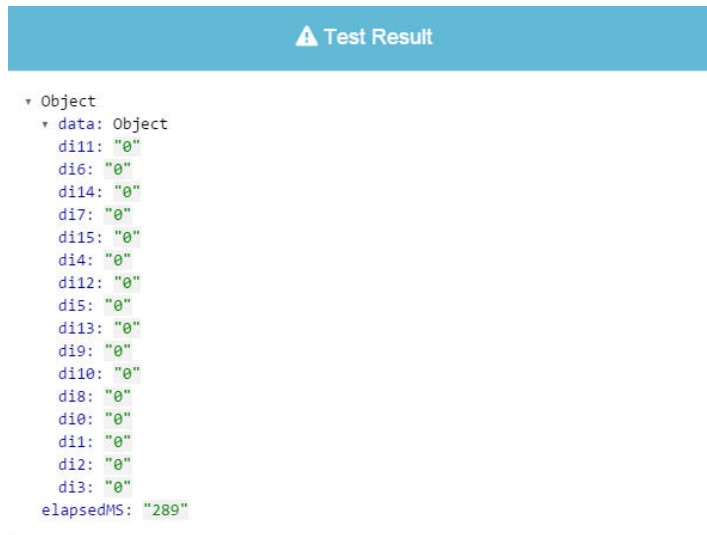 Test Result
Object
data: Object
di11: "0"
di6: "0"
di14: "0"
di7: "0"
di15: "0"
di4: "0"
di12: "0"
di5: "0"
di13: "0"
di9: "0"
di10: "0"
di8: "0"
di0: "0"
di1: "0"
di2: "0"
di3: "0"
elapsedMS: "289"